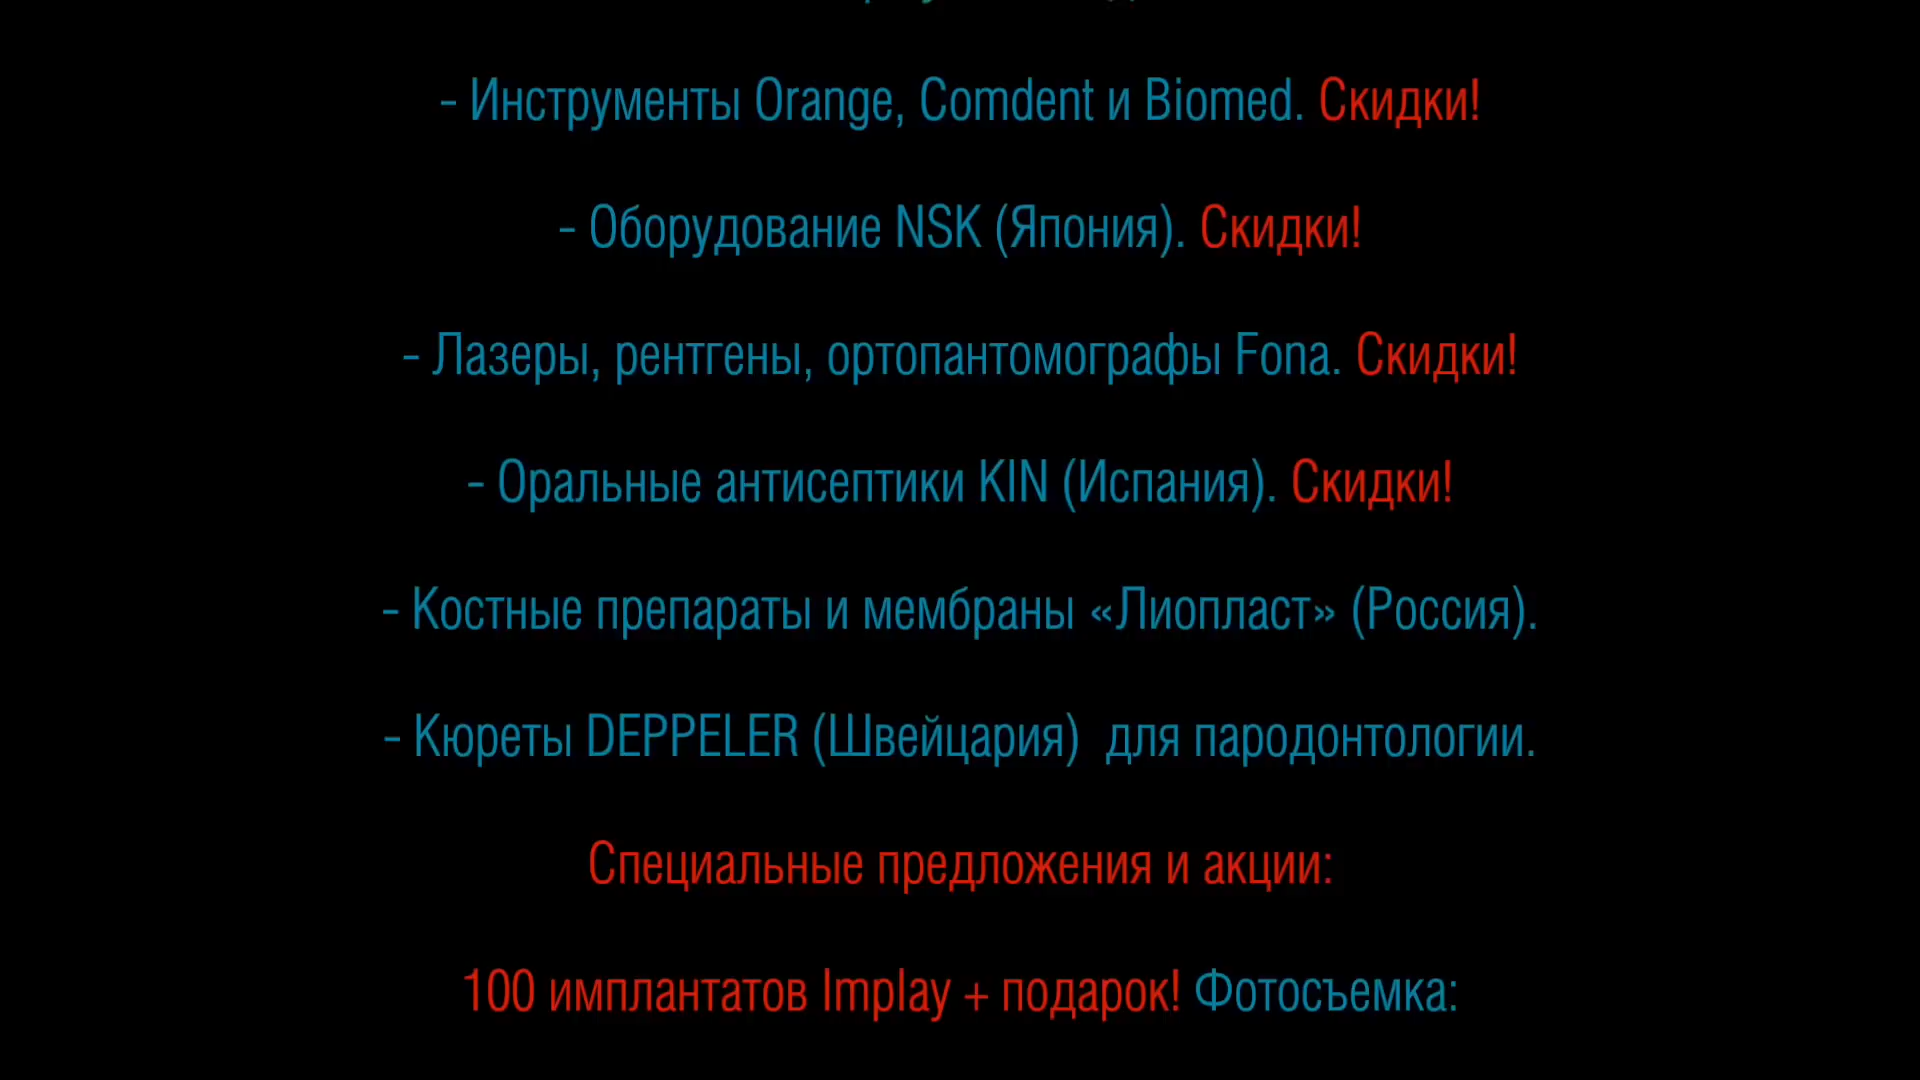 - Инструменты Orange, Comdent и Biomed. Скидки!
- Оборудование NSK (Япония). Скидки!
- Лазеры, рентгены, ортопантомографы Fona. Скидки!
- Оральные антисептики KIN (Испания). Скидки!
- Костные препараты и мембраны «Лиопласт» (Россия).
- Кюреты DEPPELER (Швейцария)  для пародонтологии.
Специальные предложения и акции:
100 имплантатов Implay + подарок! Фотосъемка: